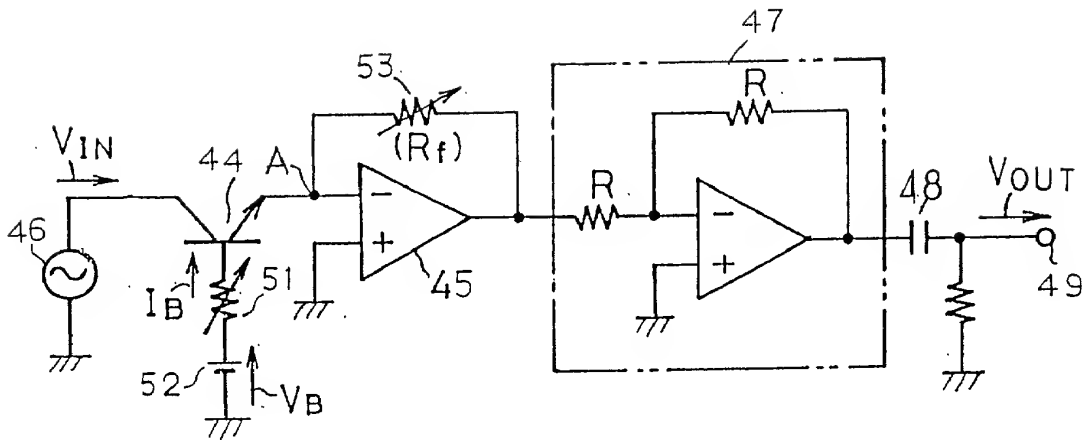 47
53
R
VIN
44
A
(Rf)
R
48
VOUT
46
−
+
−
+
IB
51
45
49
52
VB